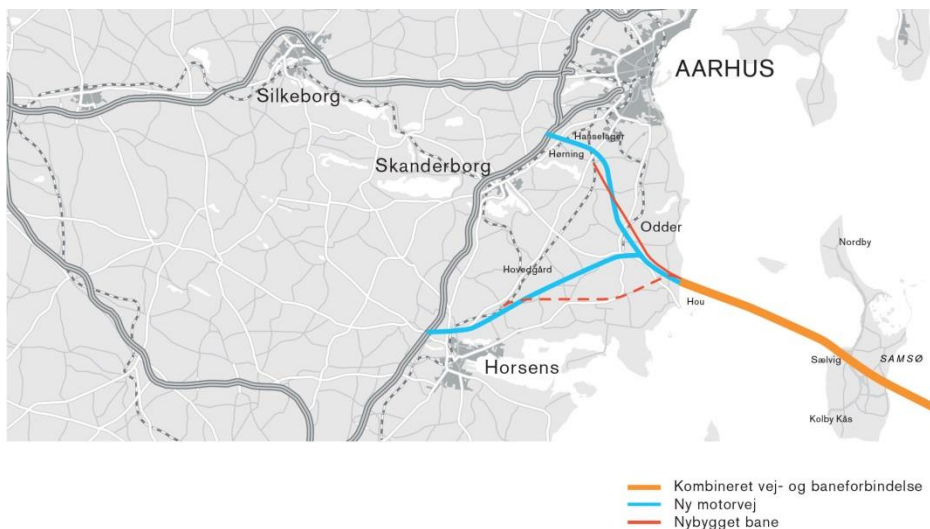 AARHUS
Silkeborg
Hasselager
Hørning
Skanderborg
Odder
Nordby
Hovedgård
Hou
Sælvig
SAMSØ
Horsens
Kolby Kås
Kombineret vej- og baneforbindelse
Ny motorvej
Nybygget bane